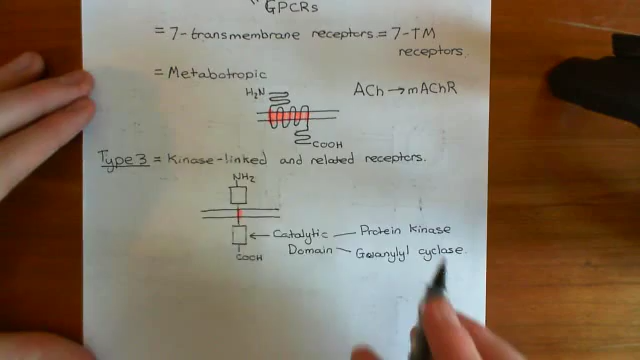 GPCRs
= 7-transmembrane receptors = 7-TM
receptors.
= Metabotropic
H₂N
ACh → mAChR
COOH
Type 3 = Kinase-linked and related receptors.
NH₂
Catalytic — Protein kinase
Domain — Guanylyl cyclase.
COOH